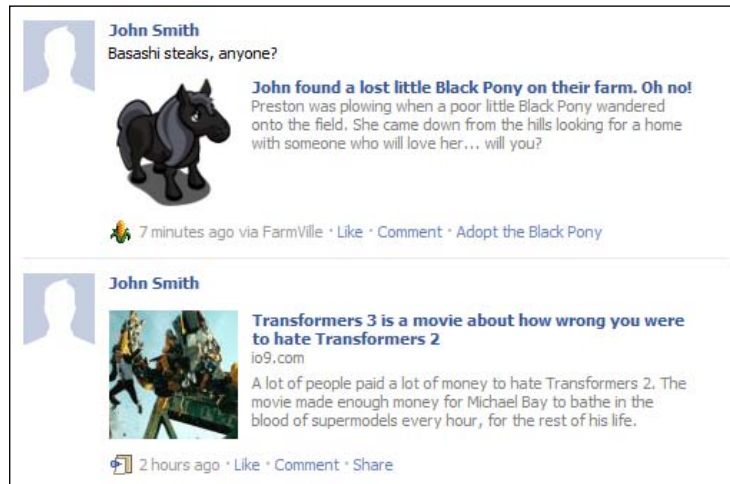 John Smith
Basashi steaks, anyone?
John found a lost little Black Pony on their farm. Oh no!
Preston was plowing when a poor little Black Pony wandered
onto the field. She came down from the hills looking for a home
with someone who will love her... will you?
7 minutes ago via FarmVille · Like · Comment · Adopt the Black Pony
John Smith
Transformers 3 is a movie about how wrong you were
to hate Transformers 2
io9.com
A lot of people paid a lot of money to hate Transformers 2. The
movie made enough money for Michael Bay to bathe in the
blood of supermodels every hour, for the rest of his life.
2 hours ago · Like · Comment · Share